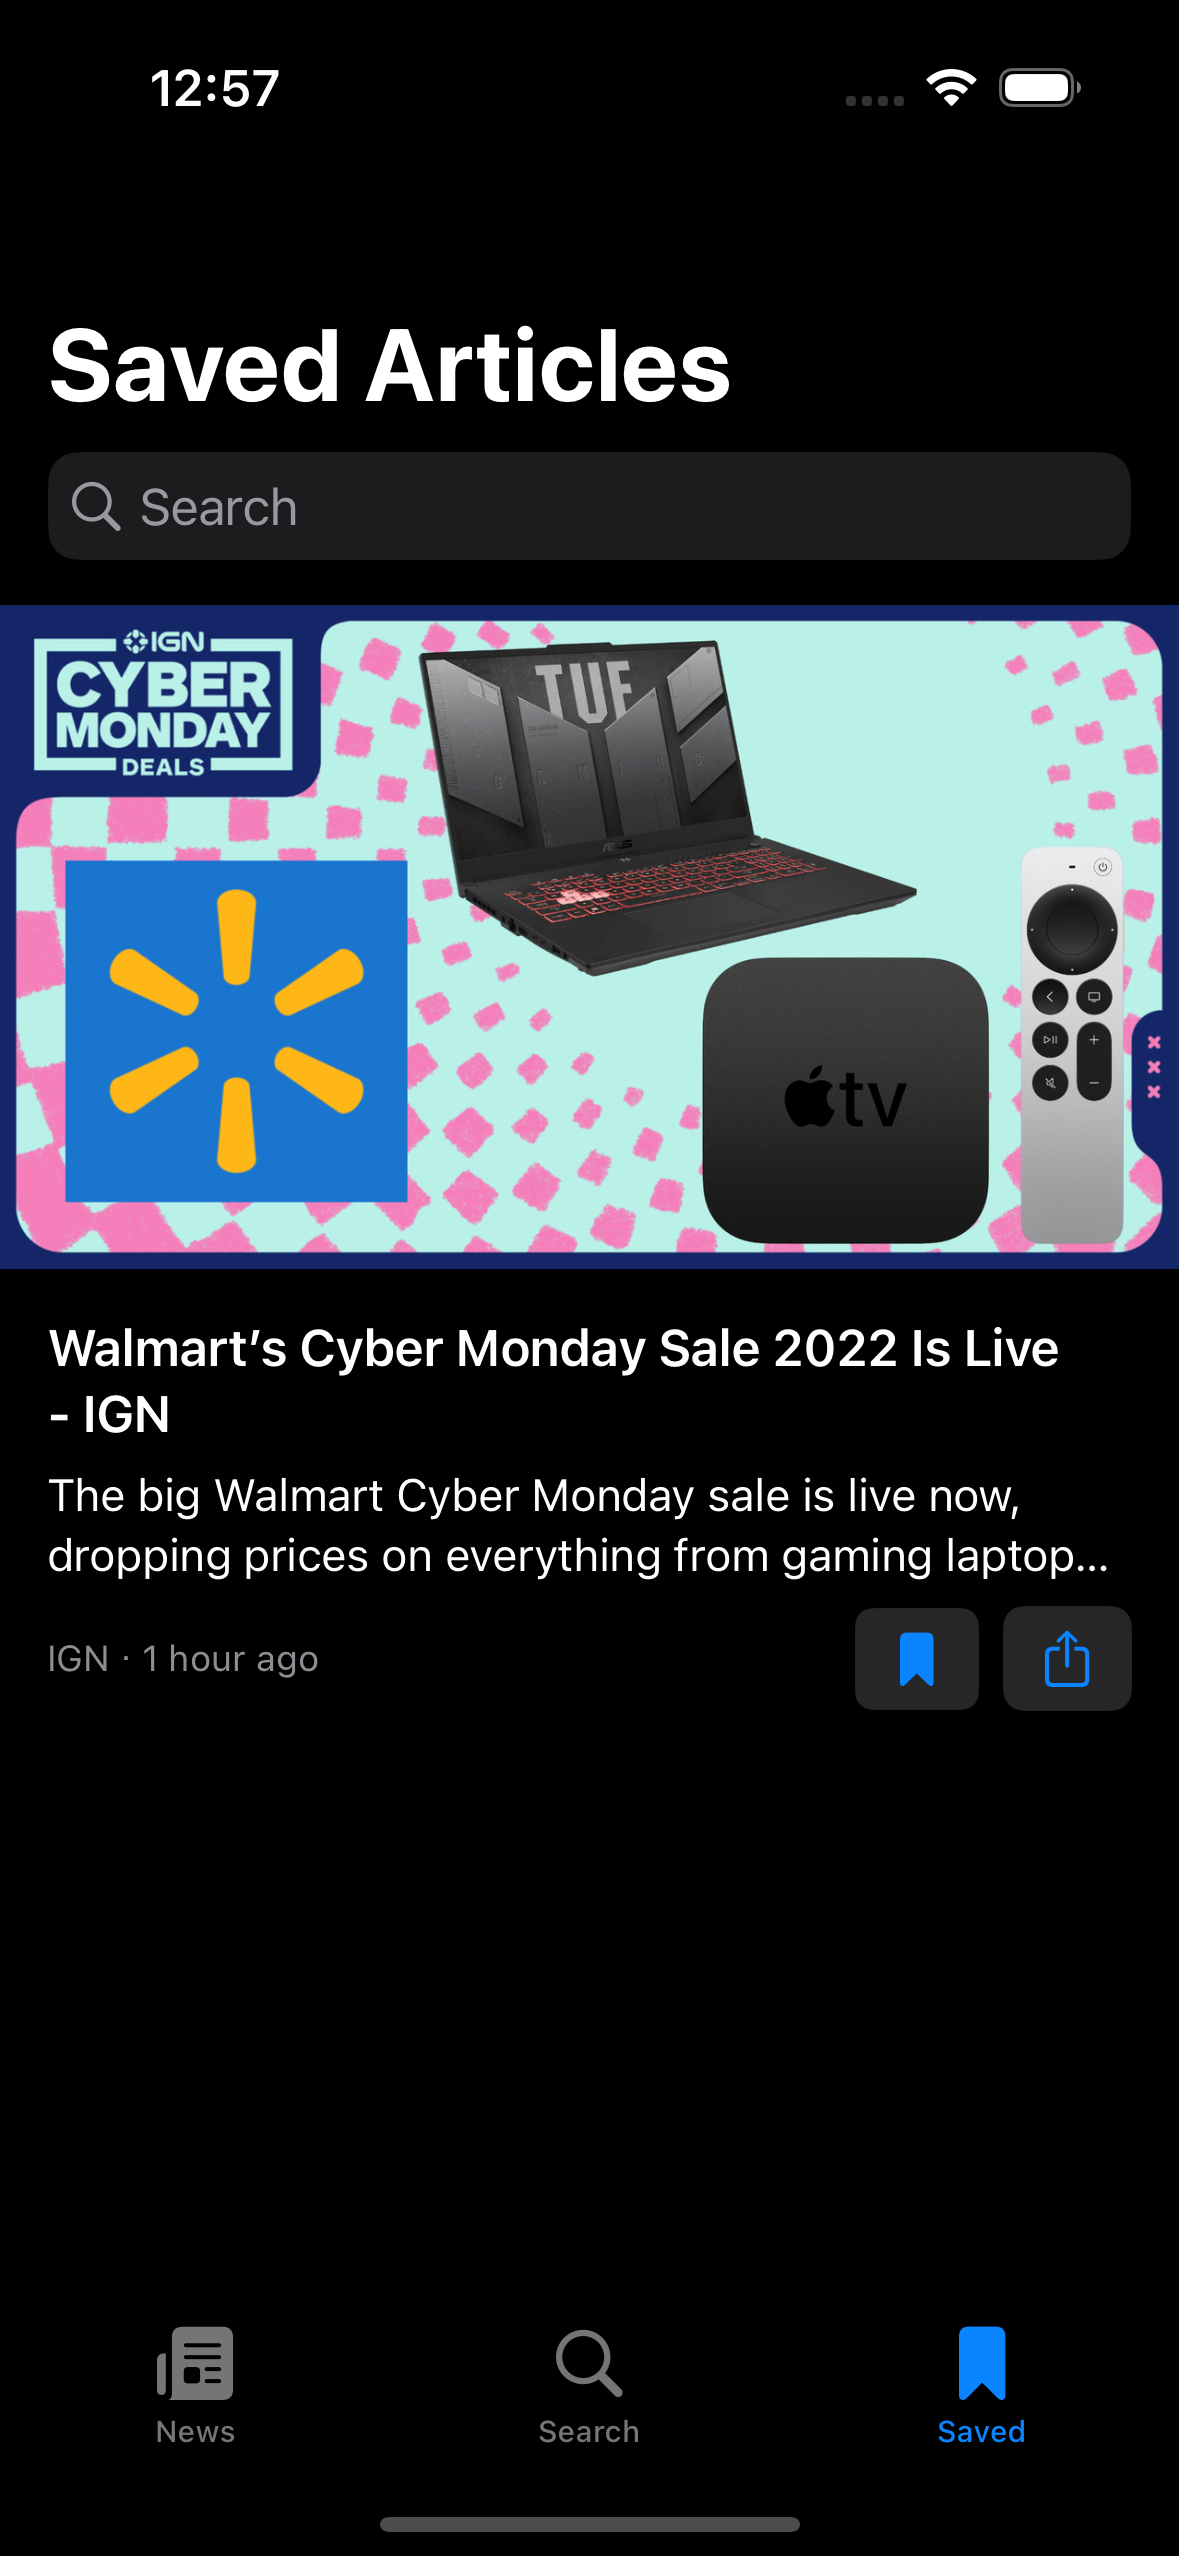 12:57
Saved Articles
Search
IGN
CYBER
MONDAY
DEALS
TUF
tv
Walmart’s Cyber Monday Sale 2022 Is Live
- IGN
The big Walmart Cyber Monday sale is live now,
dropping prices on everything from gaming laptop...
IGN · 1 hour ago
News
Search
Saved